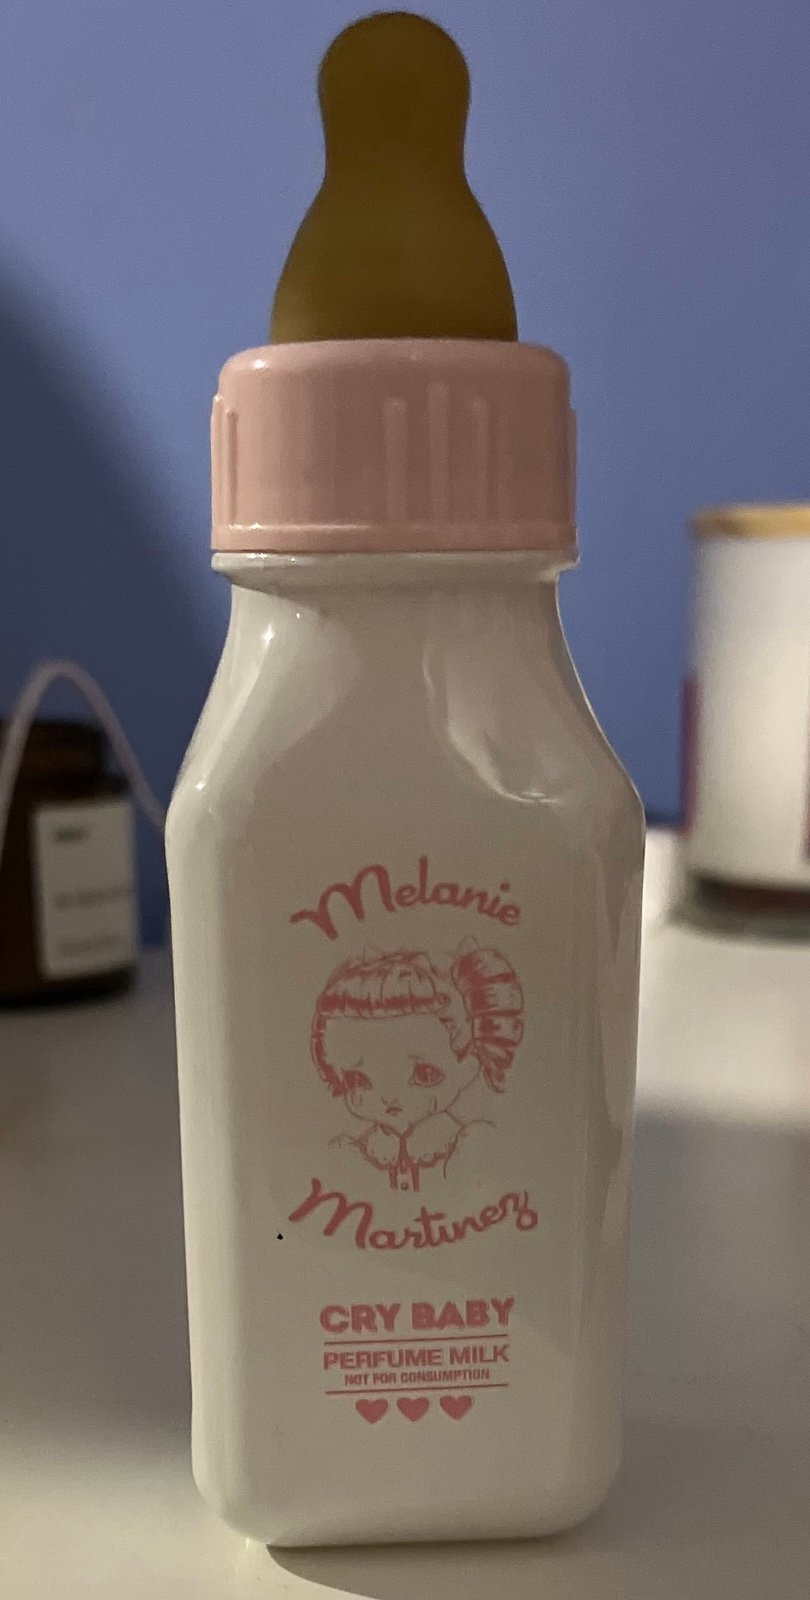 Melanie
Martinez
CRY BABY
PERFUME MILK
NOT FOR CONSUMPTION